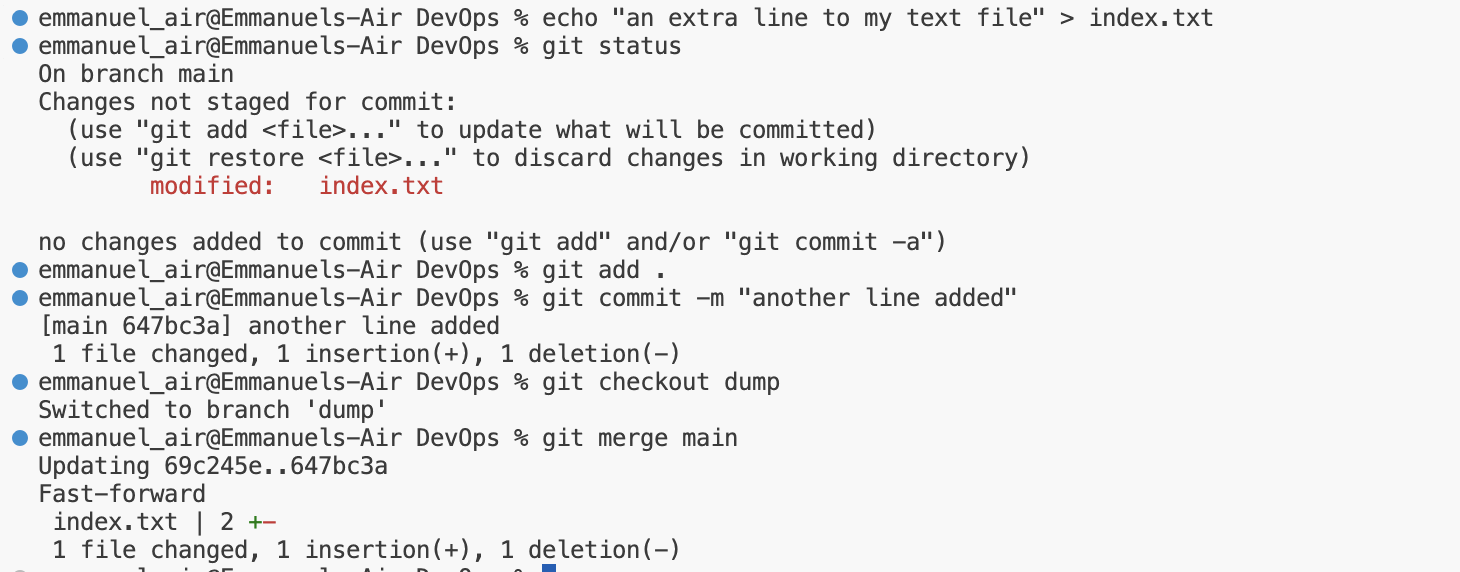 emmanuel_air@Emmanuels-Air DevOps % echo "an extra line to my text file" > index.txt
emmanuel_air@Emmanuels-Air DevOps % git status
On branch main
Changes not staged for commit:
  (use "git add <file>..." to update what will be committed)
  (use "git restore <file>..." to discard changes in working directory)
        modified:   index.txt

no changes added to commit (use "git add" and/or "git commit -a")
emmanuel_air@Emmanuels-Air DevOps % git add .
emmanuel_air@Emmanuels-Air DevOps % git commit -m "another line added"
[main 647bc3a] another line added
 1 file changed, 1 insertion(+), 1 deletion(-)
emmanuel_air@Emmanuels-Air DevOps % git checkout dump
Switched to branch 'dump'
emmanuel_air@Emmanuels-Air DevOps % git merge main
Updating 69c245e..647bc3a
Fast-forward
 index.txt | 2 +-
 1 file changed, 1 insertion(+), 1 deletion(-)
emmanuel_air@Emmanuels-Air DevOps %